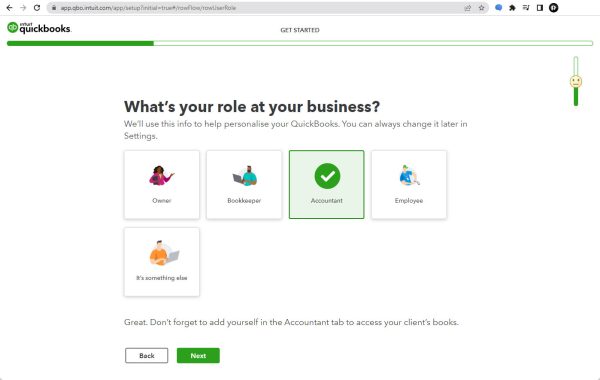 app.qbo.intuit.com/app/setup?initial=true#/rowFlow/rowUserRole
intuit
quickbooks.
GET STARTED
What's your role at your business?
We'll use this info to help personalise your QuickBooks. You can always change it later in
Settings.
Owner
Bookkeeper
Accountant
Employee
It's something else
Great. Don't forget to add yourself in the Accountant tab to access your client's books.
Back
Next